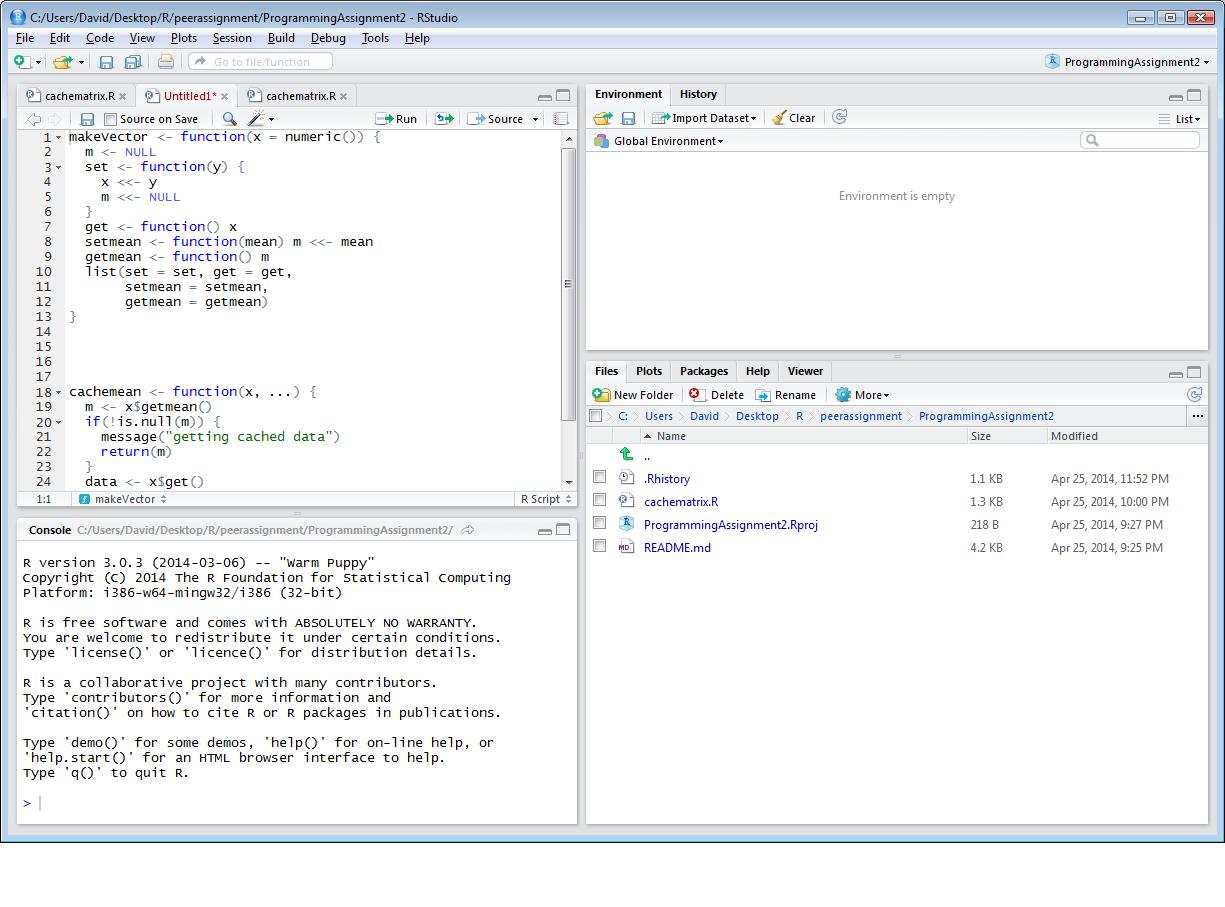 C:/Users/David/Desktop/R/peerassignment/ProgrammingAssignment2 - RStudio
File Edit Code View Plots Session Build Debug Tools Help
Go to file/function
ProgrammingAssignment2
cachematrix.R
Untitled1*
cachematrix.R
Source on Save
Run
Source
1 makeVector <- function(x = numeric()) {
2   m <- NULL
3   set <- function(y) {
4     x <<- y
5     m <<- NULL
6   }
7   get <- function() x
8   setmean <- function(mean) m <<- mean
9   getmean <- function() m
10   list(set = set, get = get,
11        setmean = setmean,
12        getmean = getmean)
13 }
14
15
16
17
18 cachemean <- function(x, ...) {
19   m <- x$getmean()
20   if(!is.null(m)) {
21     message("getting cached data")
22     return(m)
23   }
24   data <- x$get()
1:1 makeVector R Script
Console C:/Users/David/Desktop/R/peerassignment/ProgrammingAssignment2/
R version 3.0.3 (2014-03-06) -- "Warm Puppy"
Copyright (C) 2014 The R Foundation for Statistical Computing
Platform: i386-w64-mingw32/i386 (32-bit)
R is free software and comes with ABSOLUTELY NO WARRANTY.
You are welcome to redistribute it under certain conditions.
Type 'license()' or 'licence()' for distribution details.
R is a collaborative project with many contributors.
Type 'contributors()' for more information and
'citation()' on how to cite R or R packages in publications.
Type 'demo()' for some demos, 'help()' for on-line help, or
'help.start()' for an HTML browser interface to help.
Type 'q()' to quit R.
>
Environment History
Import Dataset Clear List
Global Environment
Environment is empty
Files Plots Packages Help Viewer
New Folder Delete Rename More
C: Users David Desktop R peerassignment ProgrammingAssignment2 ...
Name Size Modified
..
.Rhistory 1.1 KB Apr 25, 2014, 11:52 PM
cachematrix.R 1.3 KB Apr 25, 2014, 10:00 PM
ProgrammingAssignment2.Rproj 218 B Apr 25, 2014, 9:27 PM
MD README.md 4.2 KB Apr 25, 2014, 9:25 PM